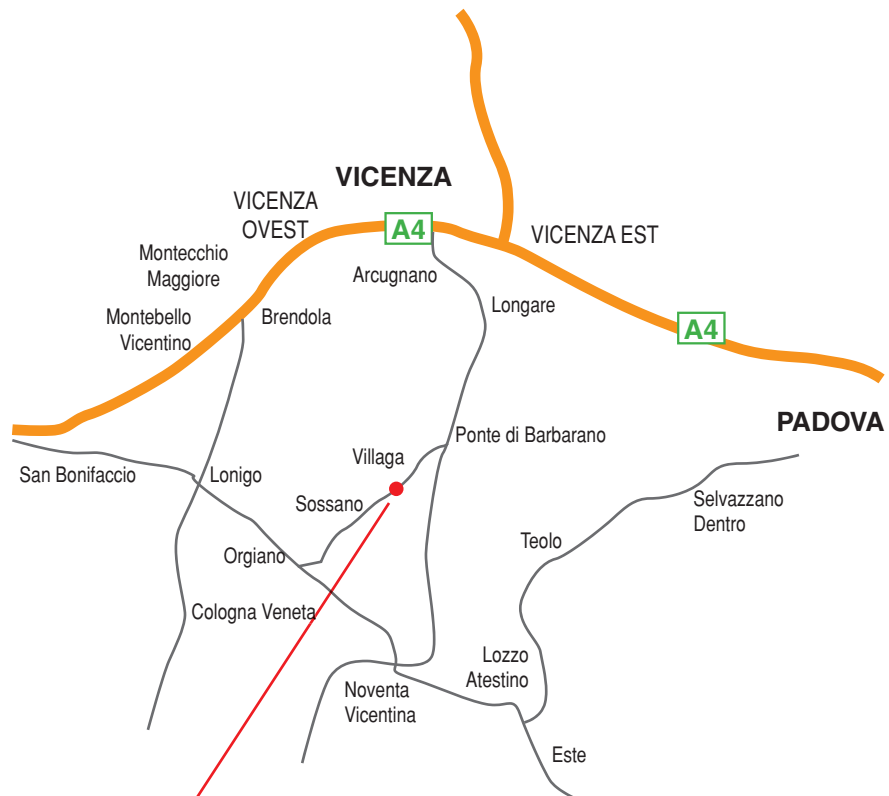 VICENZA
VICENZA
OVEST
A4
VICENZA EST
Montecchio
Maggiore
Arcugnano
Longare
Montebello
Vicentino
Brendola
A4
PADOVA
Ponte di Barbarano
Villaga
San Bonifaccio
Lonigo
Sossano
Selvazzano
Dentro
Teolo
Orgiano
Cologna Veneta
Lozzo
Atestino
Noventa
Vicentina
Este